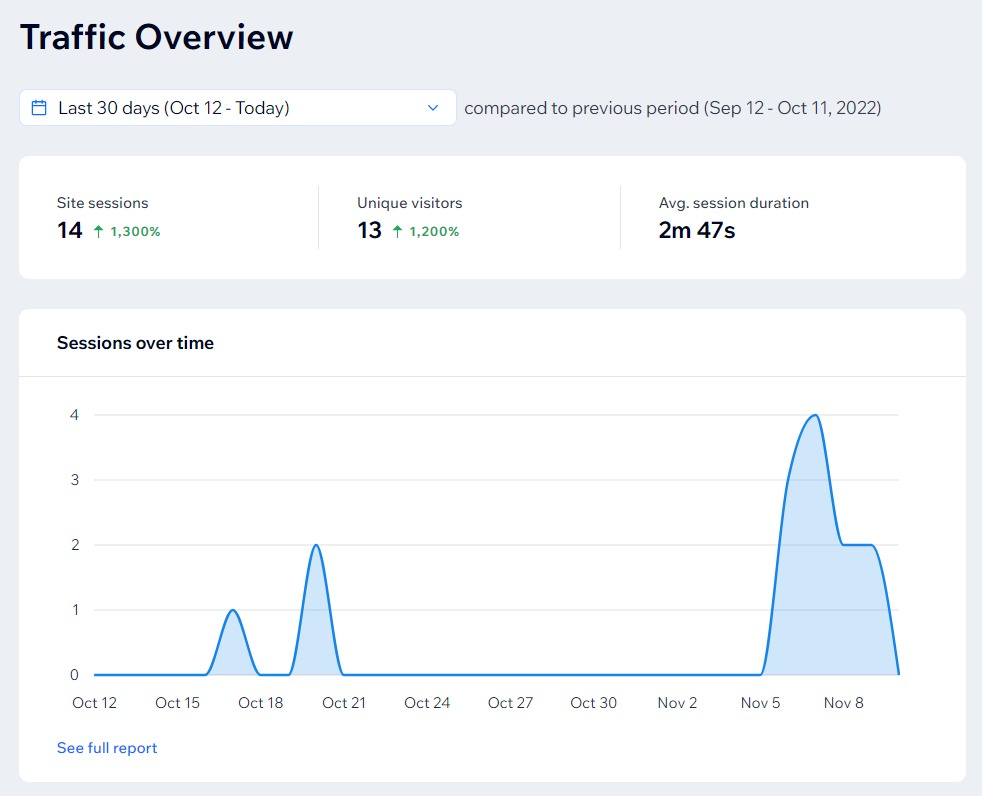 Traffic Overview
Last 30 days (Oct 12 - Today) compared to previous period (Sep 12 - Oct 11, 2022)
Site sessions Unique visitors Avg. session duration
14 ↑ 1,300% 13 ↑ 1,200% 2m 47s
Sessions over time
4
3
2
1
0
Oct 12 Oct 15 Oct 18 Oct 21 Oct 24 Oct 27 Oct 30 Nov 2 Nov 5 Nov 8
See full report